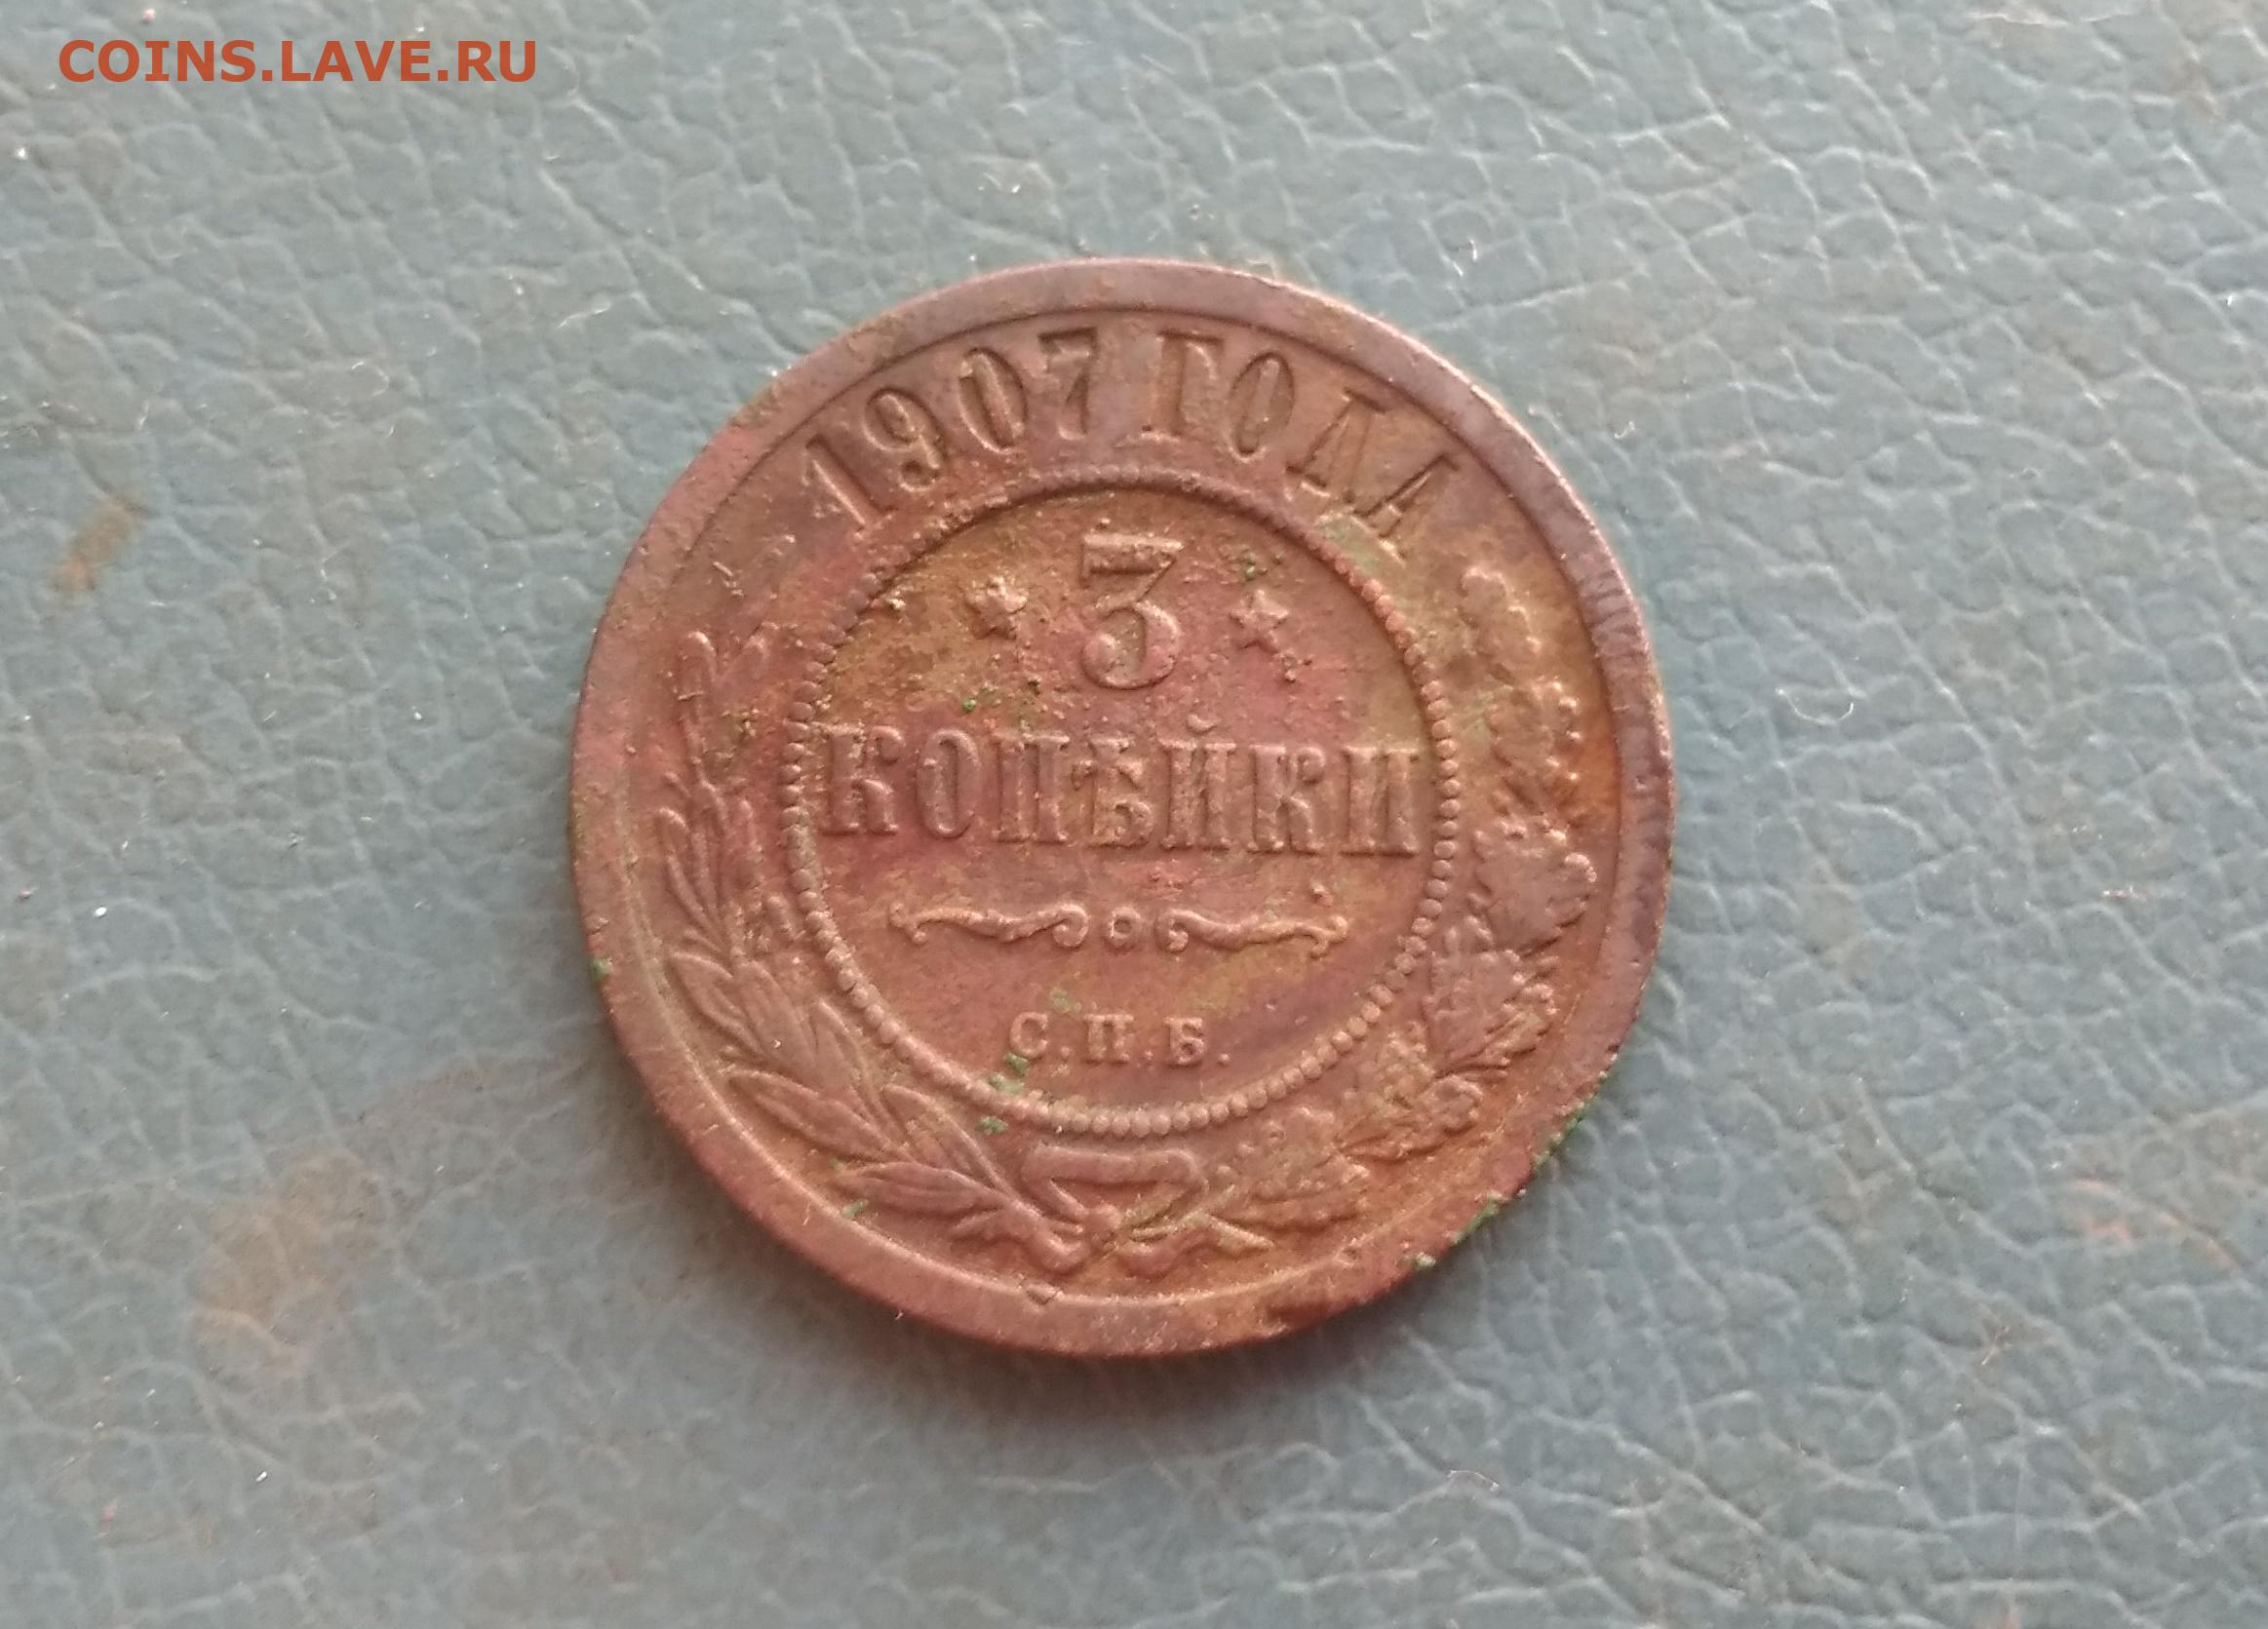 COINS.LAVE.RU
1907 ГОДА
3
КОПѢЙКИ
С.П.Б.